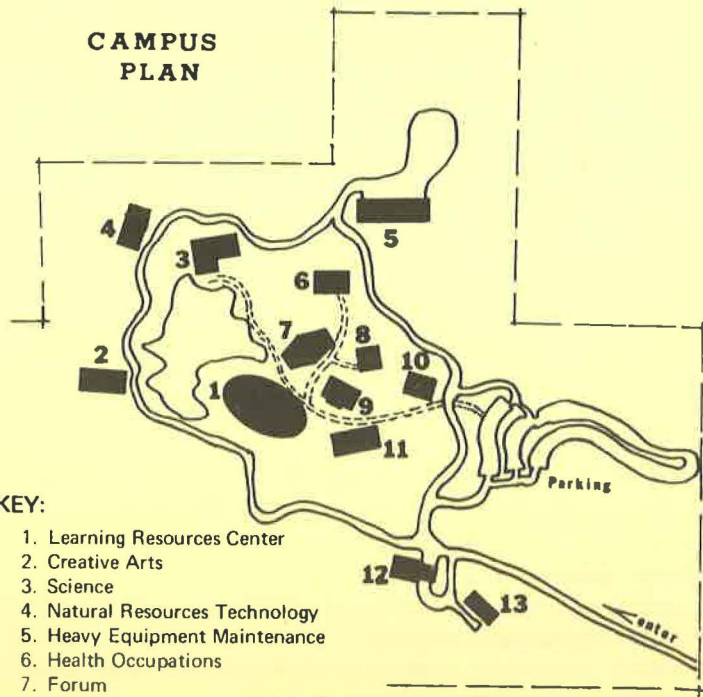 CAMPUS
PLAN
4
3
5
6
7
8
2
10
1
9
11
Parking
KEY:
1. Learning Resources Center
2. Creative Arts
3. Science
4. Natural Resources Technology
5. Heavy Equipment Maintenance
6. Health Occupations
7. Forum
12
13
enter